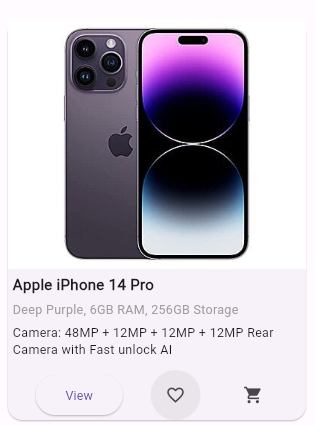 Apple iPhone 14 Pro
Deep Purple, 6GB RAM, 256GB Storage
Camera: 48MP + 12MP + 12MP + 12MP Rear
Camera with Fast unlock AI
View